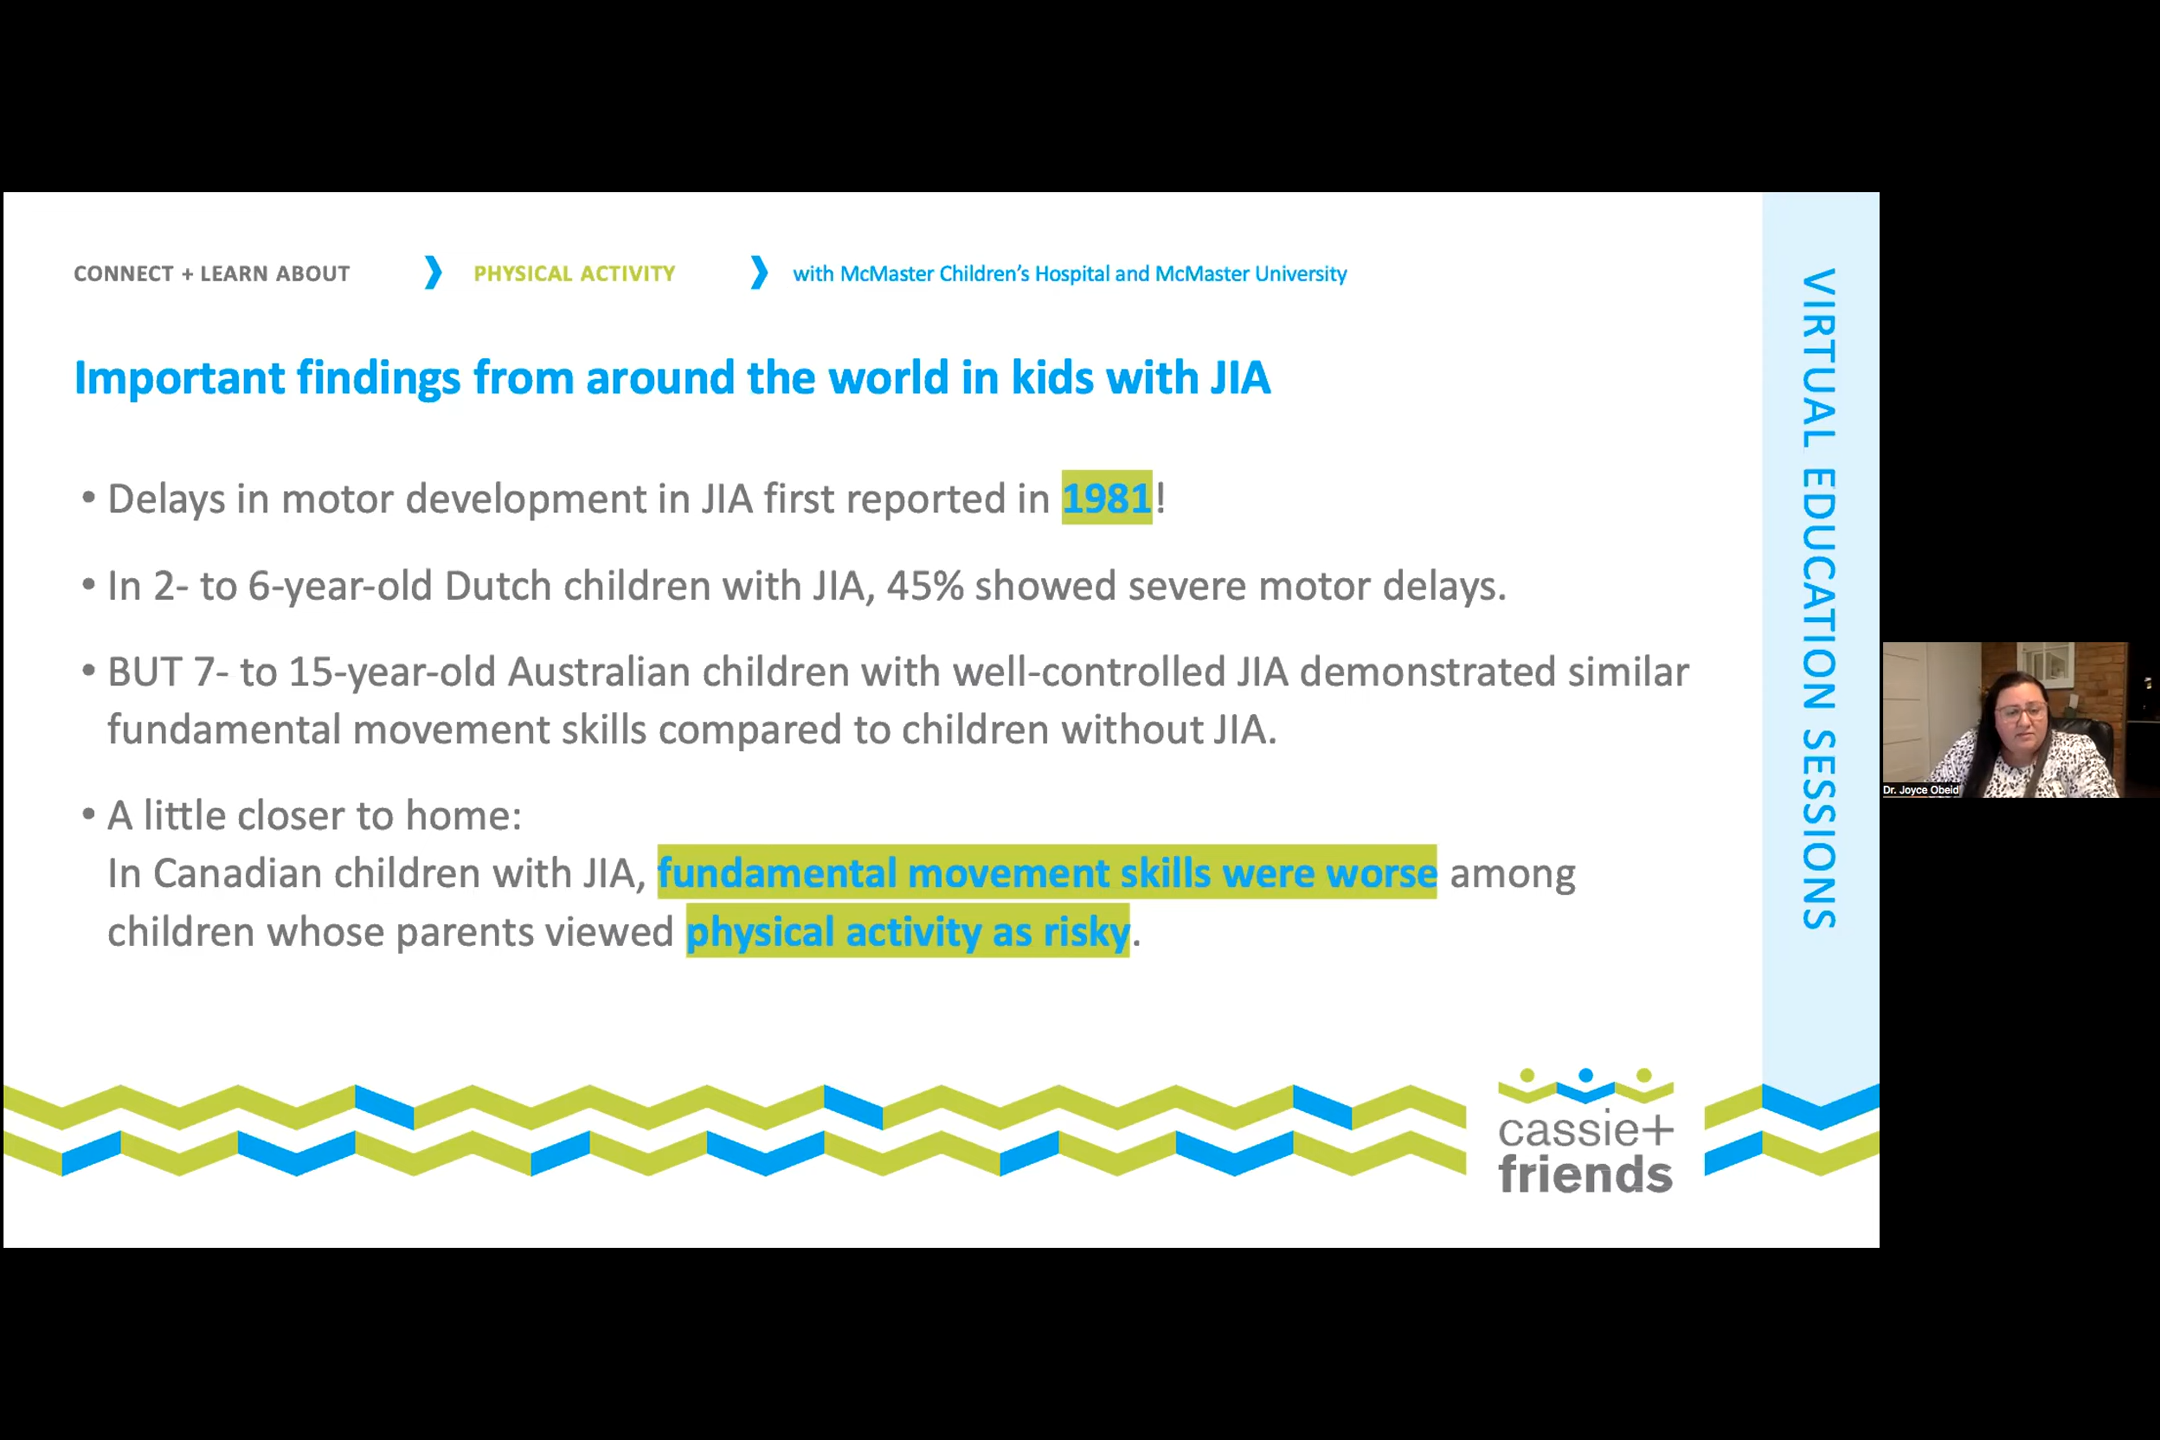 CONNECT + LEARN ABOUT PHYSICAL ACTIVITY with McMaster Children's Hospital and McMaster University
Important findings from around the world in kids with JIA
• Delays in motor development in JIA first reported in 1981!
• In 2- to 6-year-old Dutch children with JIA, 45% showed severe motor delays.
• BUT 7- to 15-year-old Australian children with well-controlled JIA demonstrated similar
fundamental movement skills compared to children without JIA.
• A little closer to home:
In Canadian children with JIA, fundamental movement skills were worse among
children whose parents viewed physical activity as risky.
cassie+
friends
VIRTUAL EDUCATION SESSIONS
Dr. Joyce Obeid